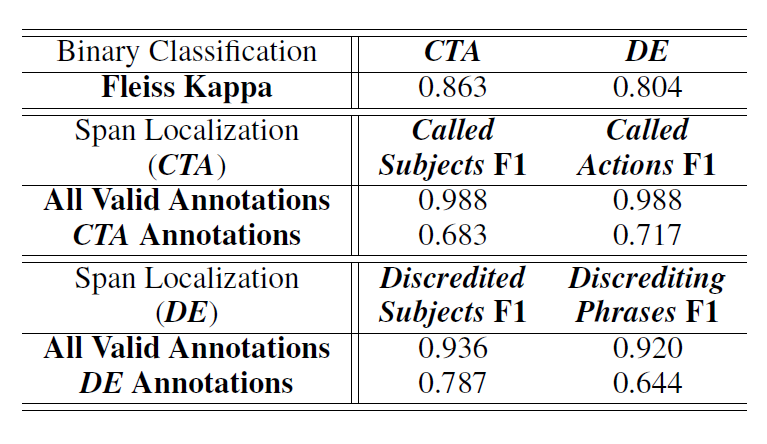 Binary Classification CTA DE
Fleiss Kappa 0.863 0.804
Span Localization Called Called
(CTA) Subjects F1 Actions F1
All Valid Annotations 0.988 0.988
CTA Annotations 0.683 0.717
Span Localization Discredited Discrediting
(DE) Subjects F1 Phrases F1
All Valid Annotations 0.936 0.920
DE Annotations 0.787 0.644